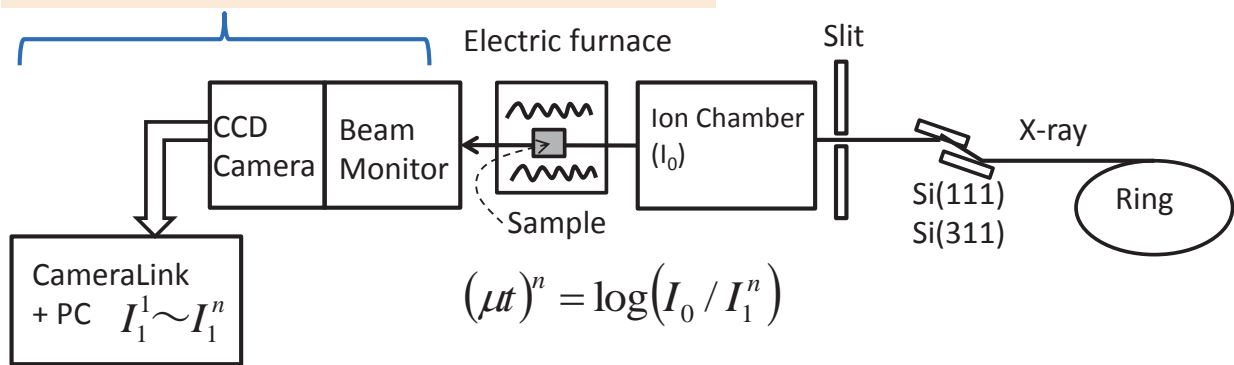 Electric furnace
Slit
CCD
Camera
Beam
Monitor
Ion Chamber
(I₀)
X-ray
Si(111)
Si(311)
Ring
Sample
CameraLink
+ PC I₁¹～I₁ⁿ
(μt)ⁿ = log(I₀ / I₁ⁿ)